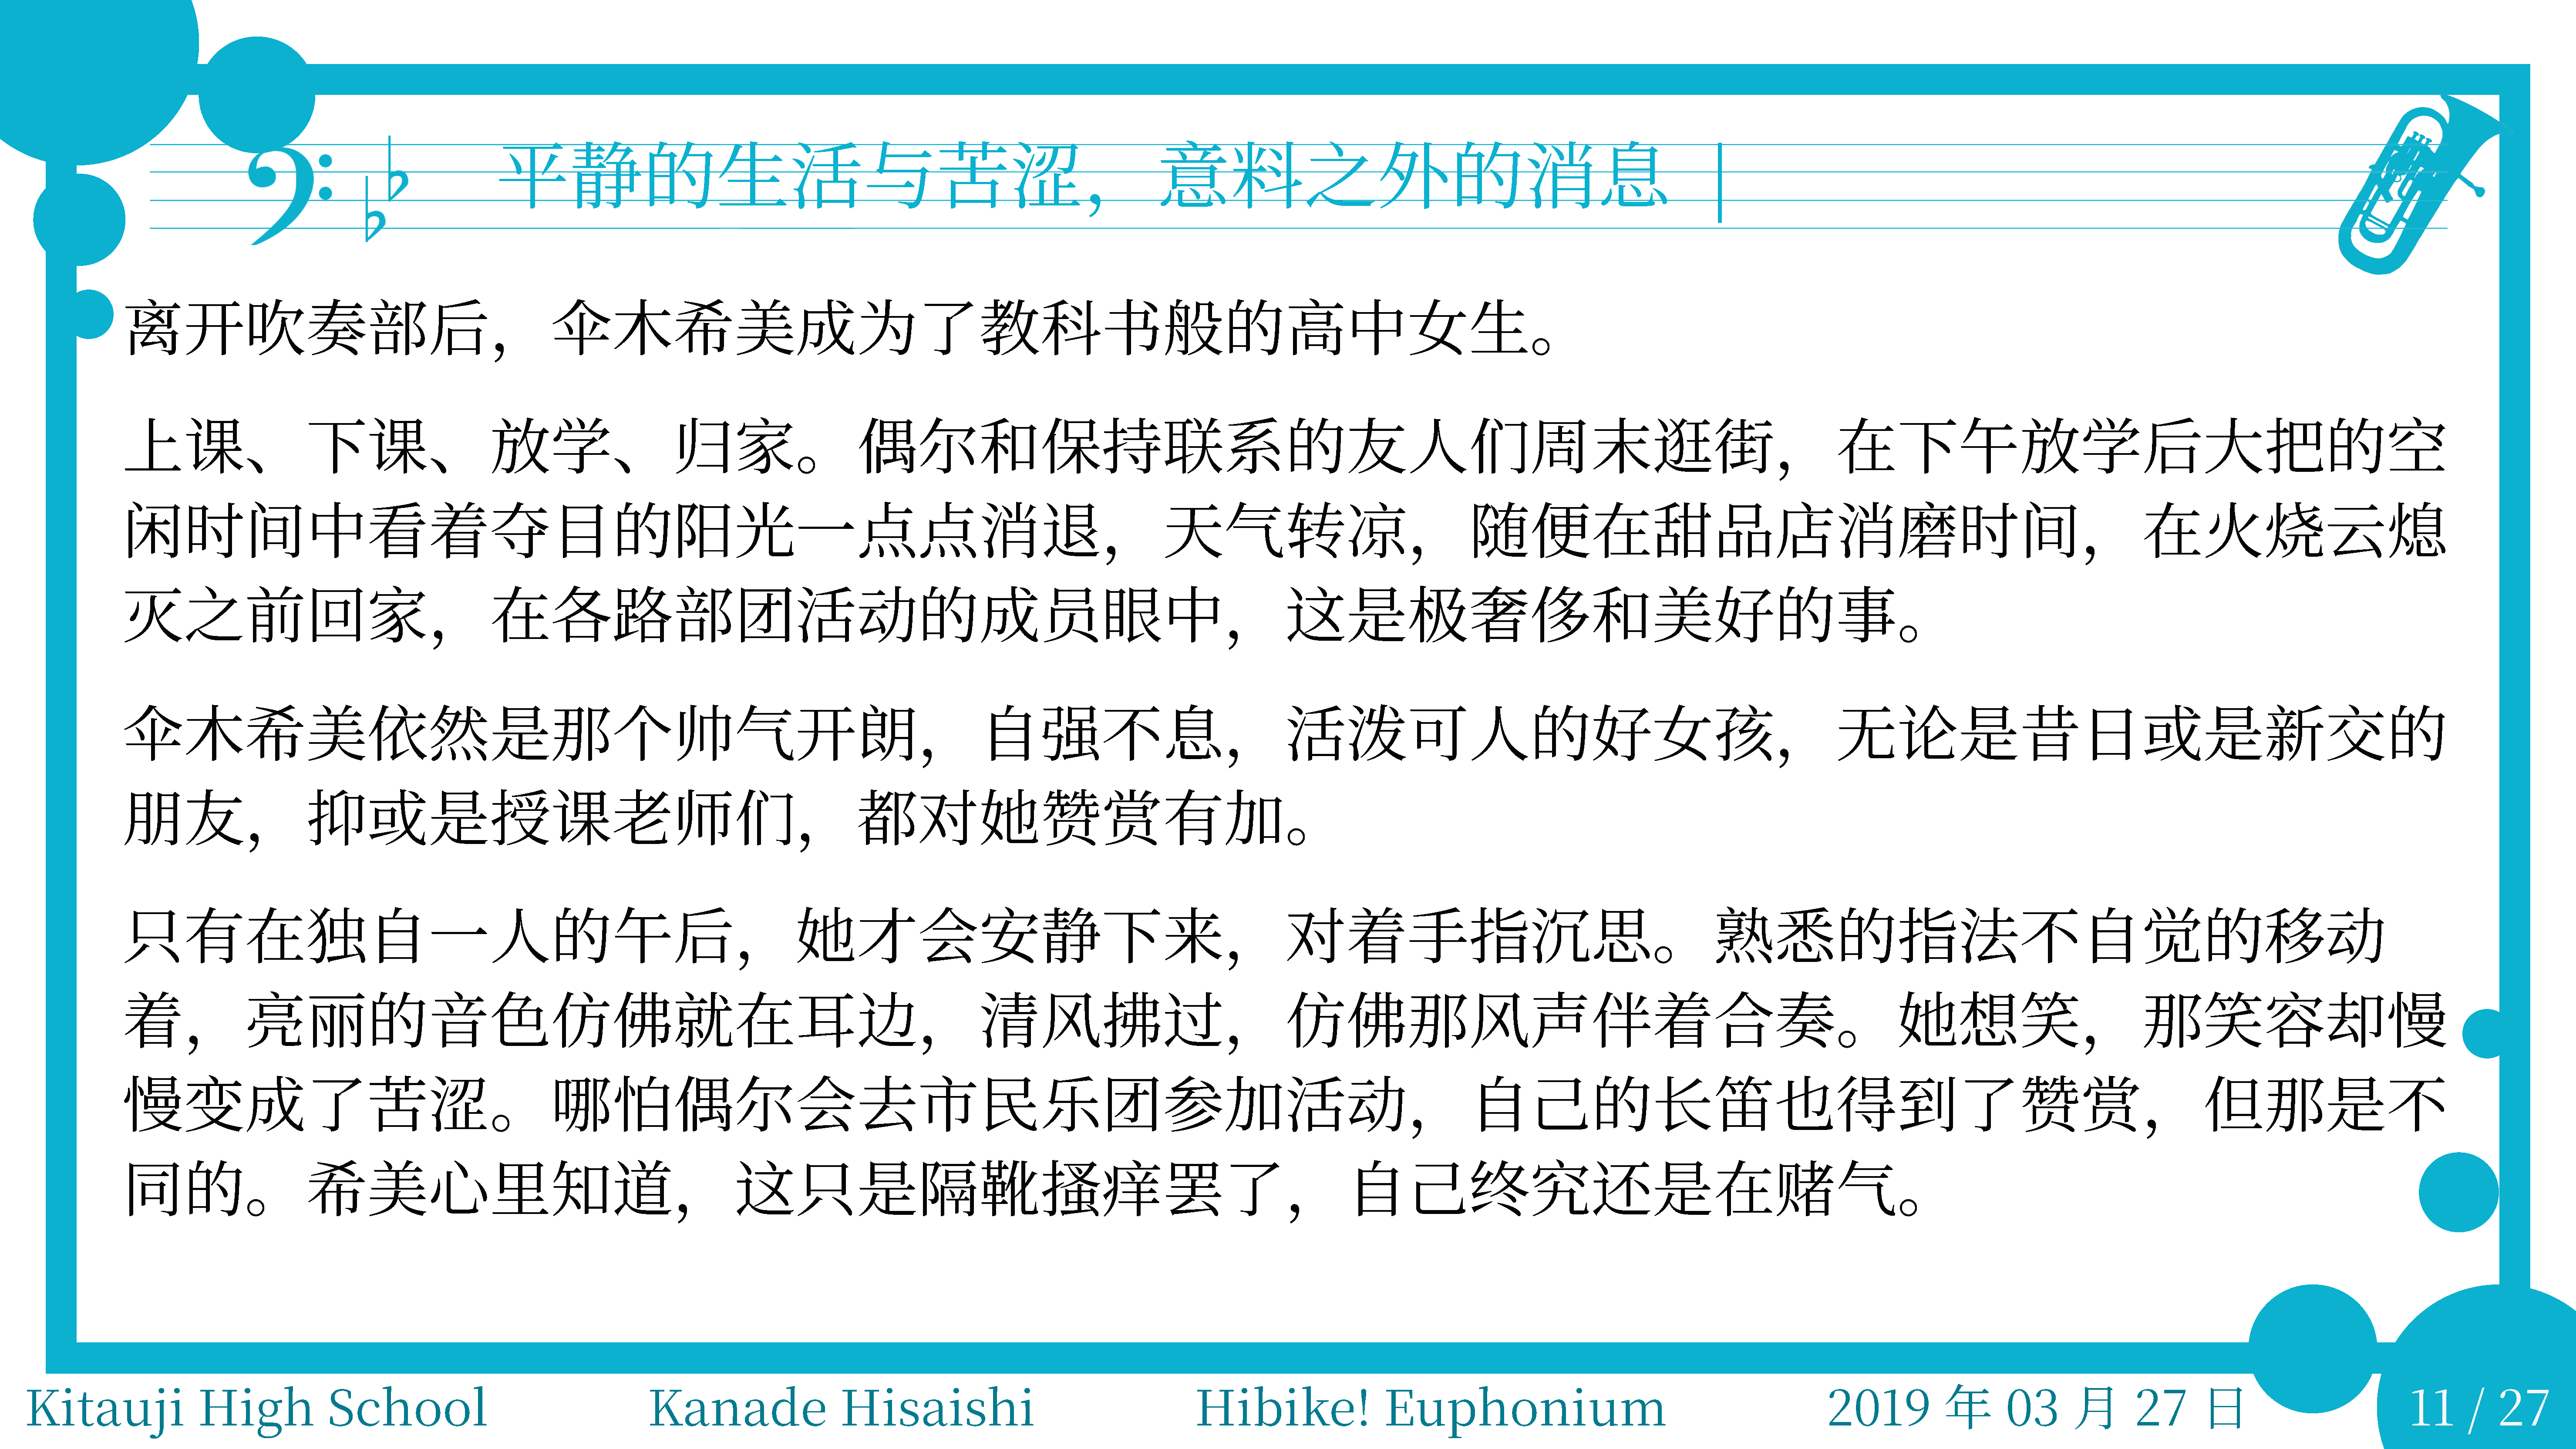 平静的生活与苦涩，意料之外的消息
离开吹奏部后，伞木希美成为了教科书般的高中女生。
上课、下课、放学、归家。偶尔和保持联系的友人们周末逛街，在下午放学后大把的空
闲时间中看着夺目的阳光一点点消退，天气转凉，随便在甜品店消磨时间，在火烧云熄
灭之前回家，在各路部团活动的成员眼中，这是极奢侈和美好的事。
伞木希美依然是那个帅气开朗，自强不息，活泼可人的好女孩，无论是昔日或是新交的
朋友，抑或是授课老师们，都对她赞赏有加。
只有在独自一人的午后，她才会安静下来，对着手指沉思。熟悉的指法不自觉的移动
着，亮丽的音色仿佛就在耳边，清风拂过，仿佛那风声伴着合奏。她想笑，那笑容却慢
慢变成了苦涩。哪怕偶尔会去市民乐团参加活动，自己的长笛也得到了赞赏，但那是不
同的。希美心里知道，这只是隔靴搔痒罢了，自己终究还是在赌气。
Kitauji High School Kanade Hisaishi Hibike! Euphonium 2019 年 03 月 27 日 11 / 27